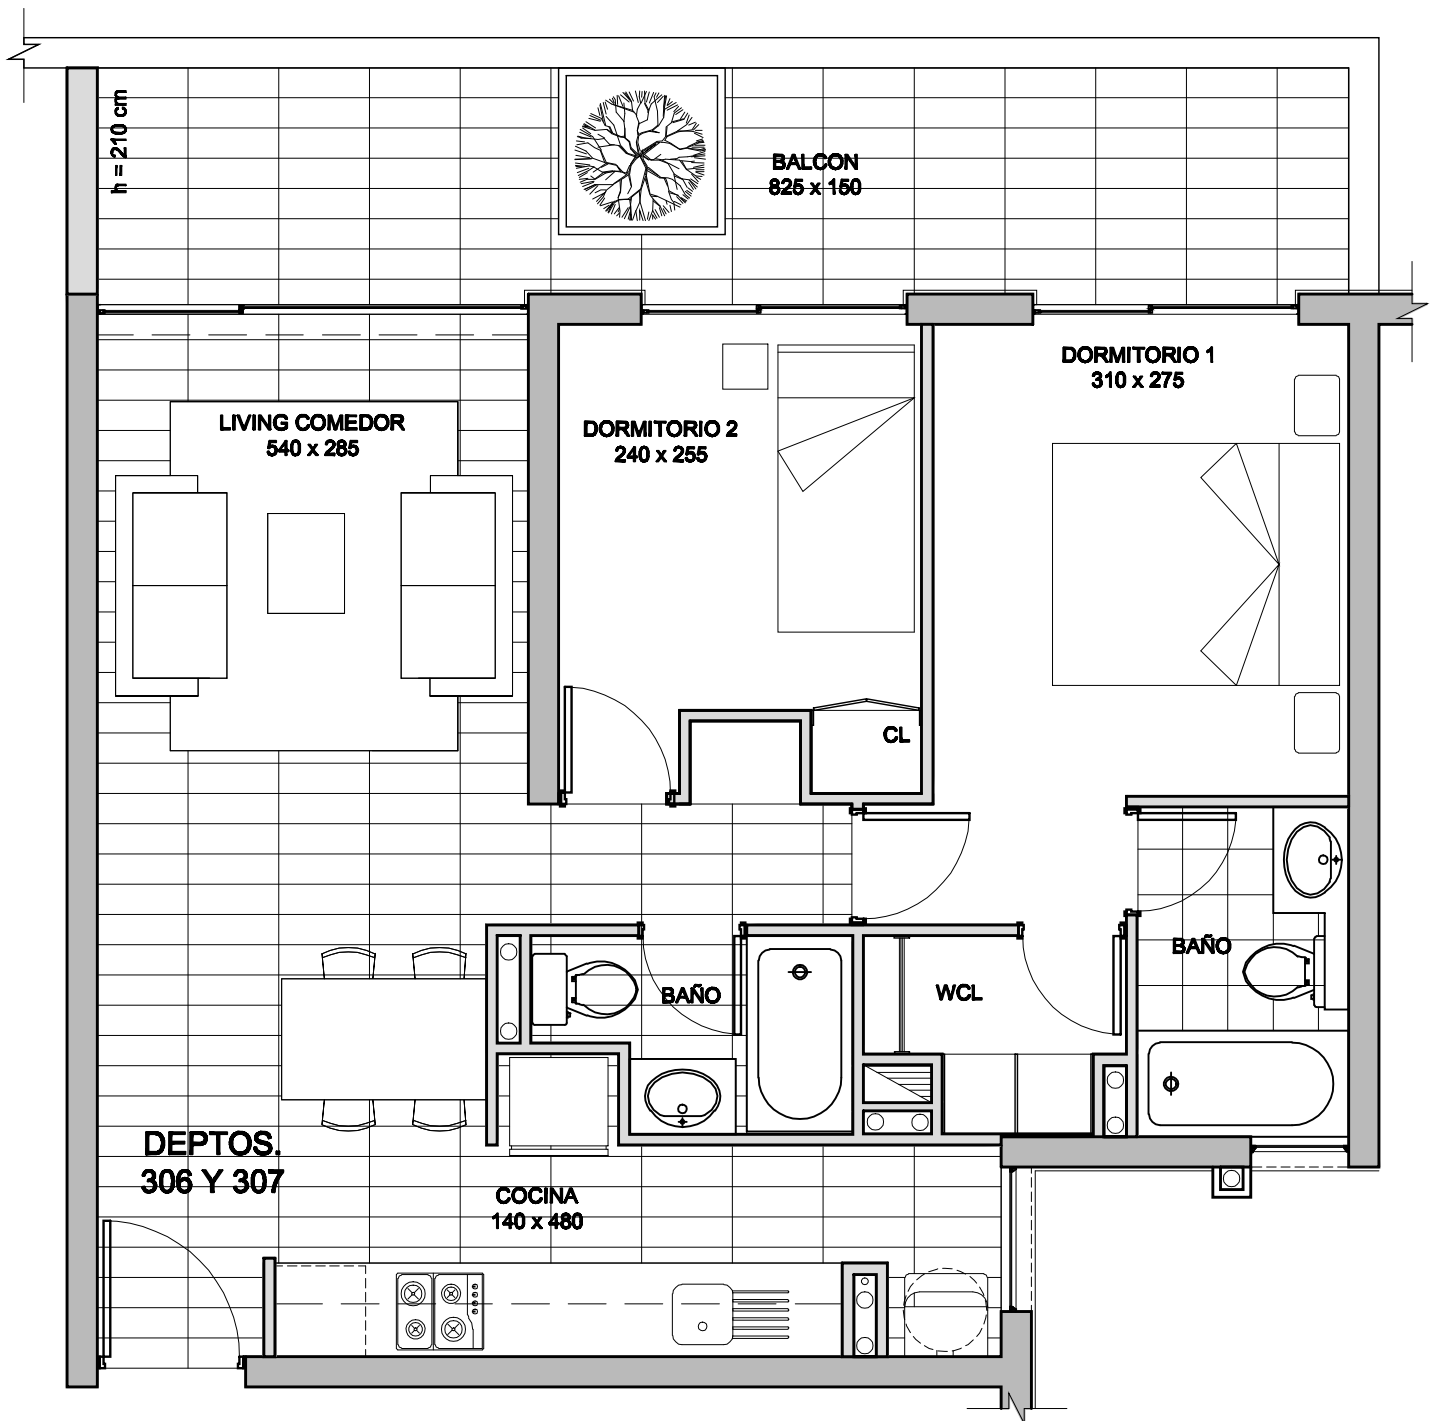 h = 210 cm
BALCON
825 x 150
DORMITORIO 1
310 x 275
LIVING COMEDOR
540 x 285
DORMITORIO 2
240 x 255
CL
BAÑO
BAÑO
WCL
DEPTOS.
306 Y 307
COCINA
140 x 480